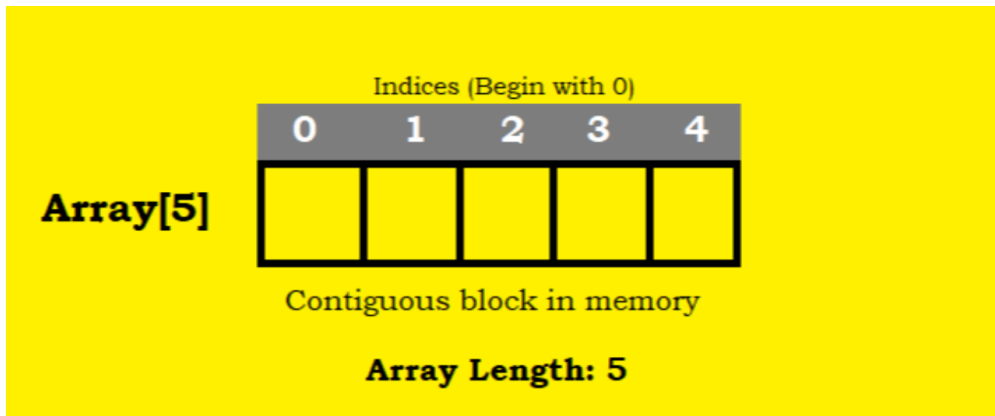 Indices (Begin with 0)
0 1 2 3 4
Array[5]
Contiguous block in memory
Array Length: 5